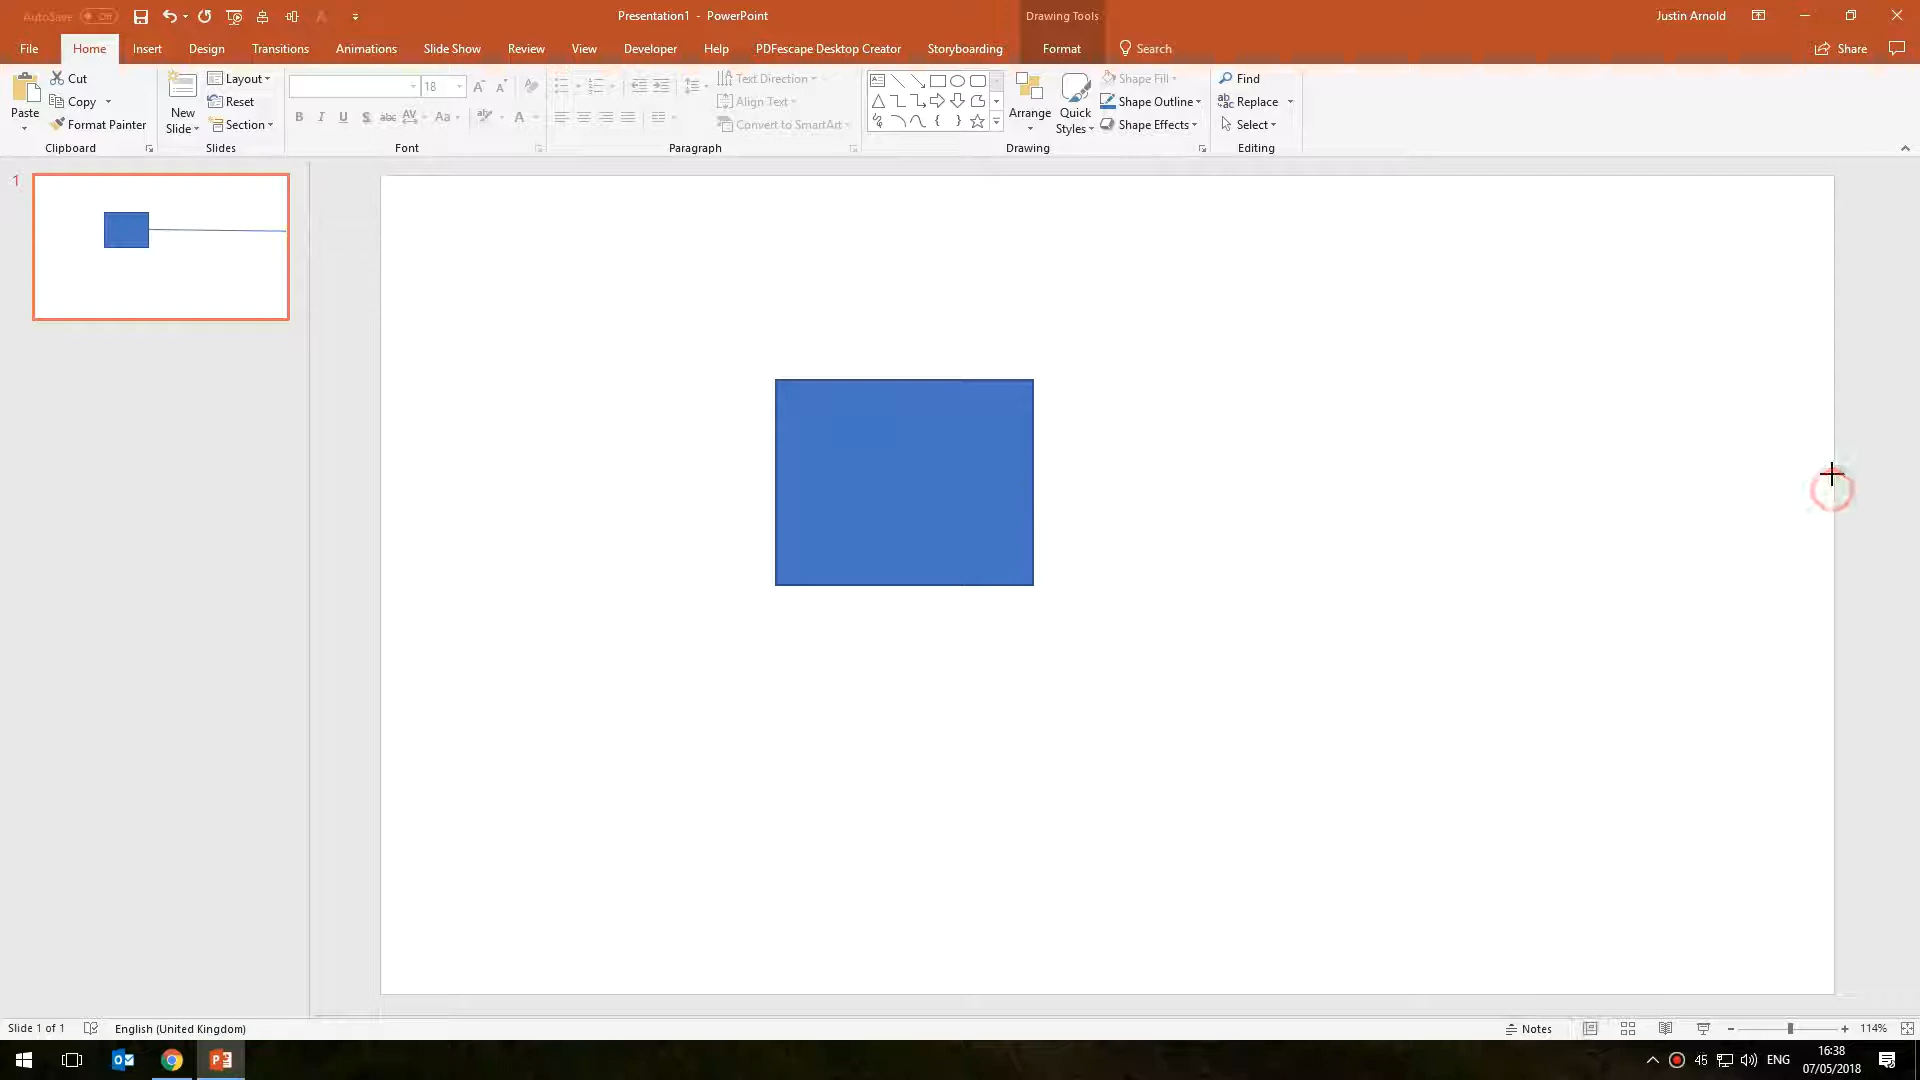 AutoSave Off
Presentation1 - PowerPoint
Drawing Tools
Justin Arnold
File Home Insert Design Transitions Animations Slide Show Review View Developer Help PDFescape Desktop Creator Storyboarding Format Search Share
Paste
Cut
Copy
Format Painter
Clipboard
New
Slide
Layout
Reset
Section
Slides
18
B I U S abc AV Aa A
Font
Text Direction
Align Text
Convert to SmartArt
Paragraph
Arrange
Quick
Styles
Shape Fill
Shape Outline
Shape Effects
Drawing
Find
Replace
Select
Editing
1
Slide 1 of 1 English (United Kingdom) Notes 114%
45 ENG
16:38
07/05/2018